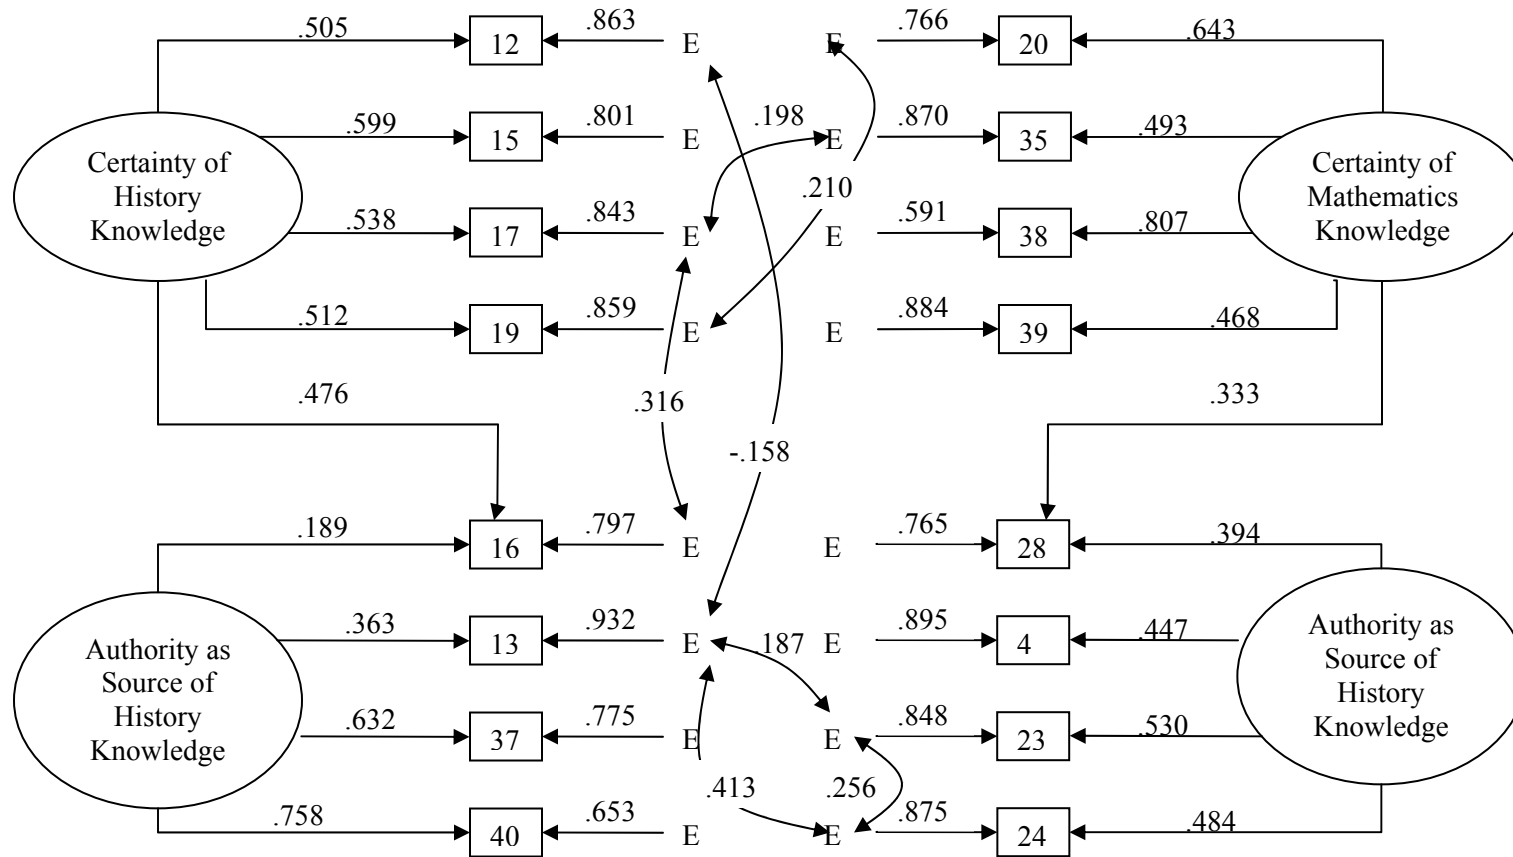 .505 12 .863 E E .766 20 .643
.599 15 .801 E .198 E .870 35 .493
Certainty of
History
Knowledge
Certainty of
Mathematics
Knowledge
.210
.538 17 .843 E E .591 38 .807
.512 19 .859 E E .884 39 .468
.476 .316 .333
-.158
.189 16 .797 E E .765 28 .394
.363 13 .932 E .187 E .895 4 .447
Authority as
Source of
History
Knowledge
Authority as
Source of
History
Knowledge
.632 37 .775 E E .848 23 .530
.413 .256
.758 40 .653 E E .875 24 .484